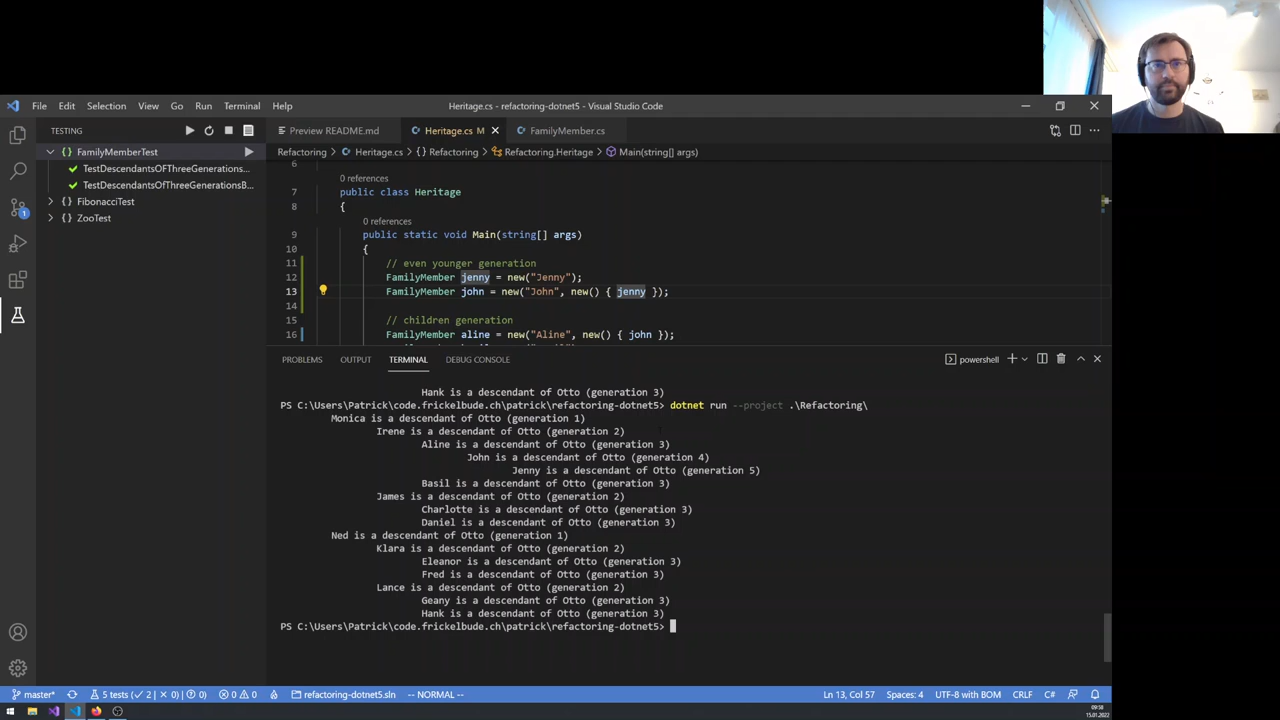 File Edit Selection View Go Run Terminal Help
Heritage.cs - refactoring-dotnet5 - Visual Studio Code
TESTING
Preview README.md
Heritage.cs M
FamilyMember.cs
FamilyMemberTest
TestDescendantsOFThreeGenerations...
TestDescendantsOfThreeGenerationsB...
FibonacciTest
ZooTest
Refactoring > Heritage.cs > {} Refactoring > Refactoring.Heritage > Main(string[] args)
6
0 references
7 public class Heritage
8 {
0 references
9 public static void Main(string[] args)
10 {
11 // even younger generation
12 FamilyMember jenny = new("Jenny");
13 FamilyMember john = new("John", new() { jenny });
14
15 // children generation
16 FamilyMember aline = new("Aline", new() { john });
PROBLEMS OUTPUT TERMINAL DEBUG CONSOLE
powershell
Hank is a descendant of Otto (generation 3)
PS C:\Users\Patrick\code.frickelbude.ch\patrick\refactoring-dotnet5> dotnet run --project .\Refactoring\
Monica is a descendant of Otto (generation 1)
Irene is a descendant of Otto (generation 2)
Aline is a descendant of Otto (generation 3)
John is a descendant of Otto (generation 4)
Jenny is a descendant of Otto (generation 5)
Basil is a descendant of Otto (generation 3)
James is a descendant of Otto (generation 2)
Charlotte is a descendant of Otto (generation 3)
Daniel is a descendant of Otto (generation 3)
Ned is a descendant of Otto (generation 1)
Klara is a descendant of Otto (generation 2)
Eleanor is a descendant of Otto (generation 3)
Fred is a descendant of Otto (generation 3)
Lance is a descendant of Otto (generation 2)
Geany is a descendant of Otto (generation 3)
Hank is a descendant of Otto (generation 3)
PS C:\Users\Patrick\code.frickelbude.ch\patrick\refactoring-dotnet5>
master* 5 tests (✓ 2 | × 0) 0 0 refactoring-dotnet5.sln -- NORMAL -- Ln 13, Col 57 Spaces: 4 UTF-8 with BOM CRLF C#
09:58
15.01.2022